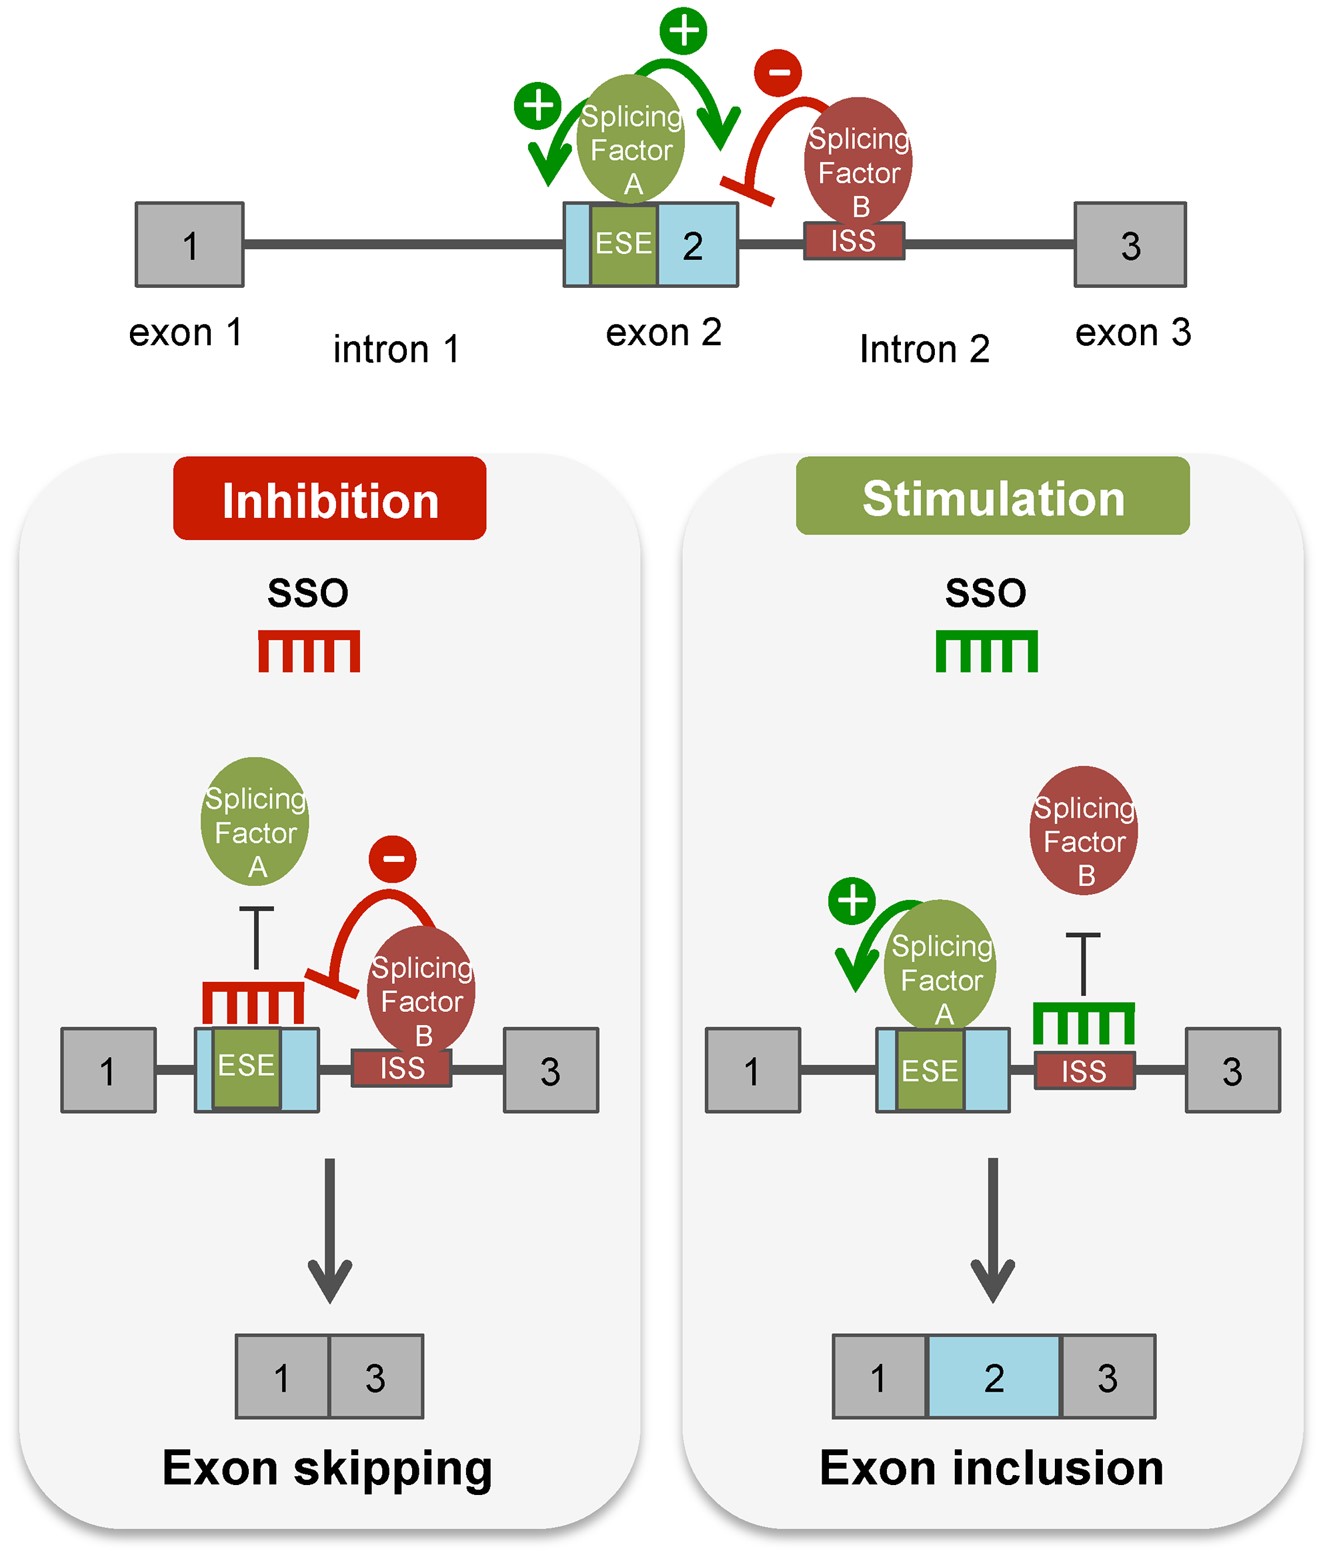 +
+
-
Splicing
Factor
A
Splicing
Factor
B
1
ESE
2
ISS
3
exon 1
intron 1
exon 2
Intron 2
exon 3
Inhibition
SSO
Splicing
Factor
A
-
Splicing
Factor
B
1
ESE
ISS
3
1
3
Exon skipping
Stimulation
SSO
Splicing
Factor
B
+
Splicing
Factor
A
1
ESE
ISS
3
1
2
3
Exon inclusion